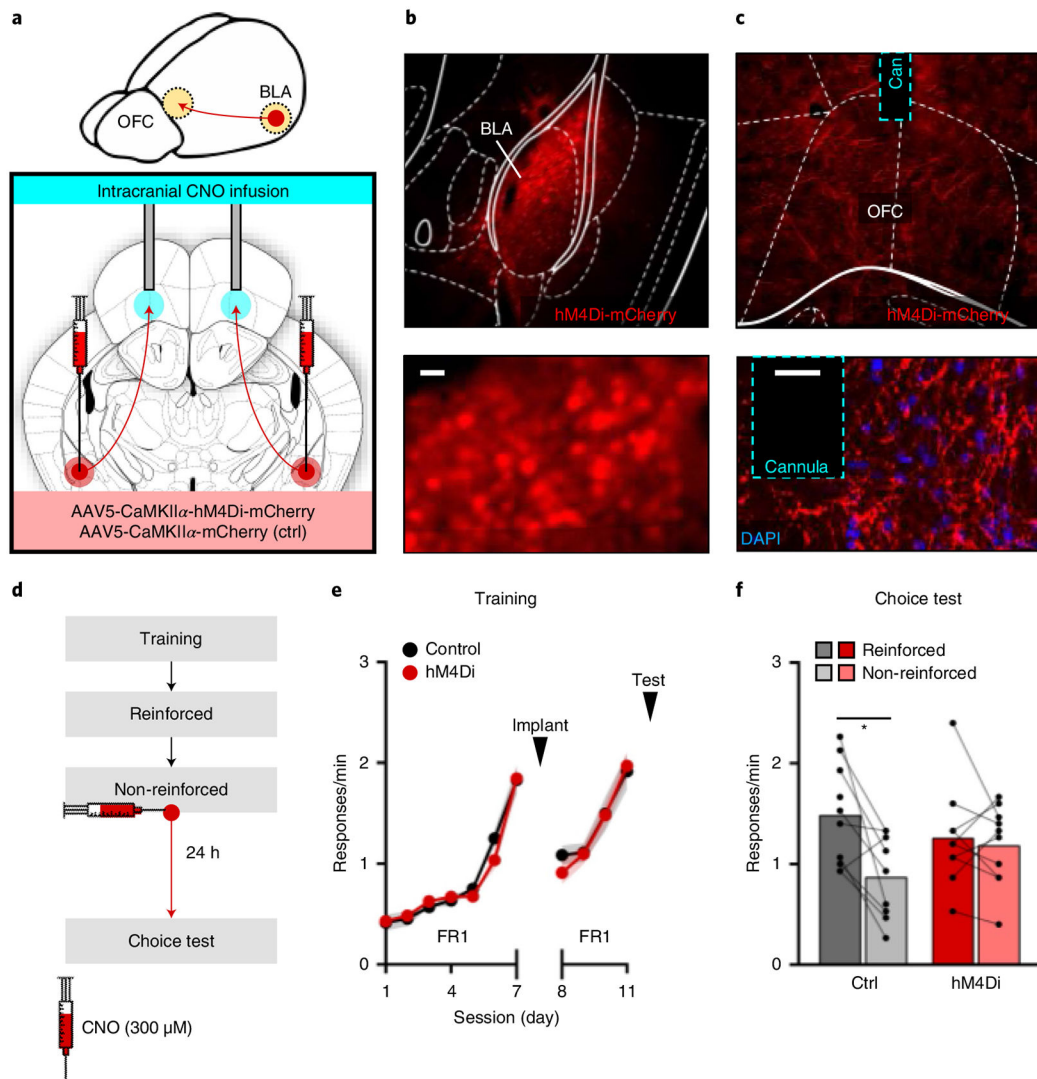 a
OFC
BLA
Intracranial CNO infusion
AAV5-CaMKIIα-hM4Di-mCherry
AAV5-CaMKIIα-mCherry (ctrl)
b
BLA
hM4Di-mCherry
c
Can
OFC
hM4Di-mCherry
Cannula
DAPI
d
Training
Reinforced
Non-reinforced
24 h
Choice test
CNO (300 µM)
e
Training
Control
hM4Di
Test
Implant
3
2
1
0
Responses/min
FR1
FR1
1
4
7
8
11
Session (day)
f
Choice test
Reinforced
Non-reinforced
*
3
2
1
0
Responses/min
Ctrl
hM4Di